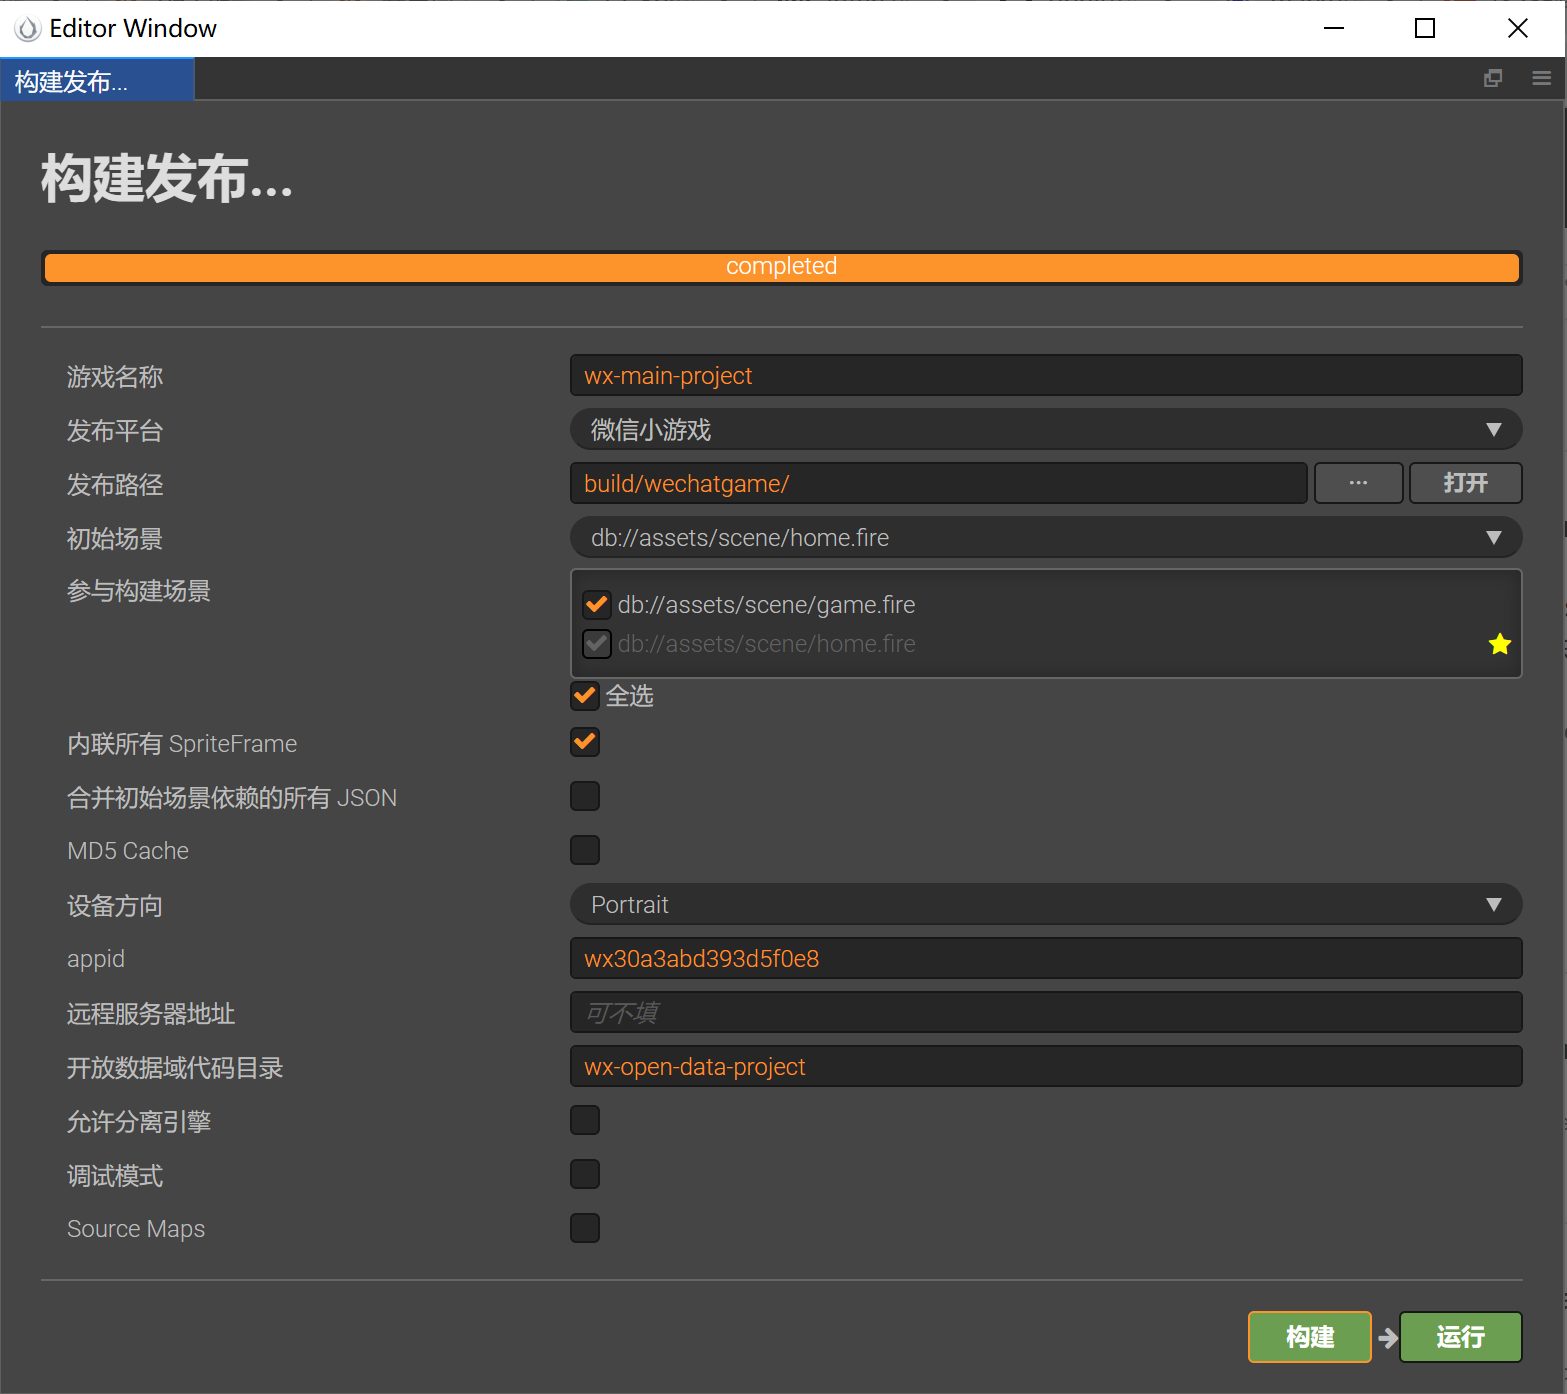 Editor Window
构建发布...
构建发布...
completed
游戏名称 wx-main-project
发布平台 微信小游戏
发布路径 build/wechatgame/ ... 打开
初始场景 db://assets/scene/home.fire
参与构建场景 db://assets/scene/game.fire
db://assets/scene/home.fire
全选
内联所有 SpriteFrame
合并初始场景依赖的所有 JSON
MD5 Cache
设备方向 Portrait
appid wx30a3abd393d5f0e8
远程服务器地址 可不填
开放数据域代码目录 wx-open-data-project
允许分离引擎
调试模式
Source Maps
构建 运行